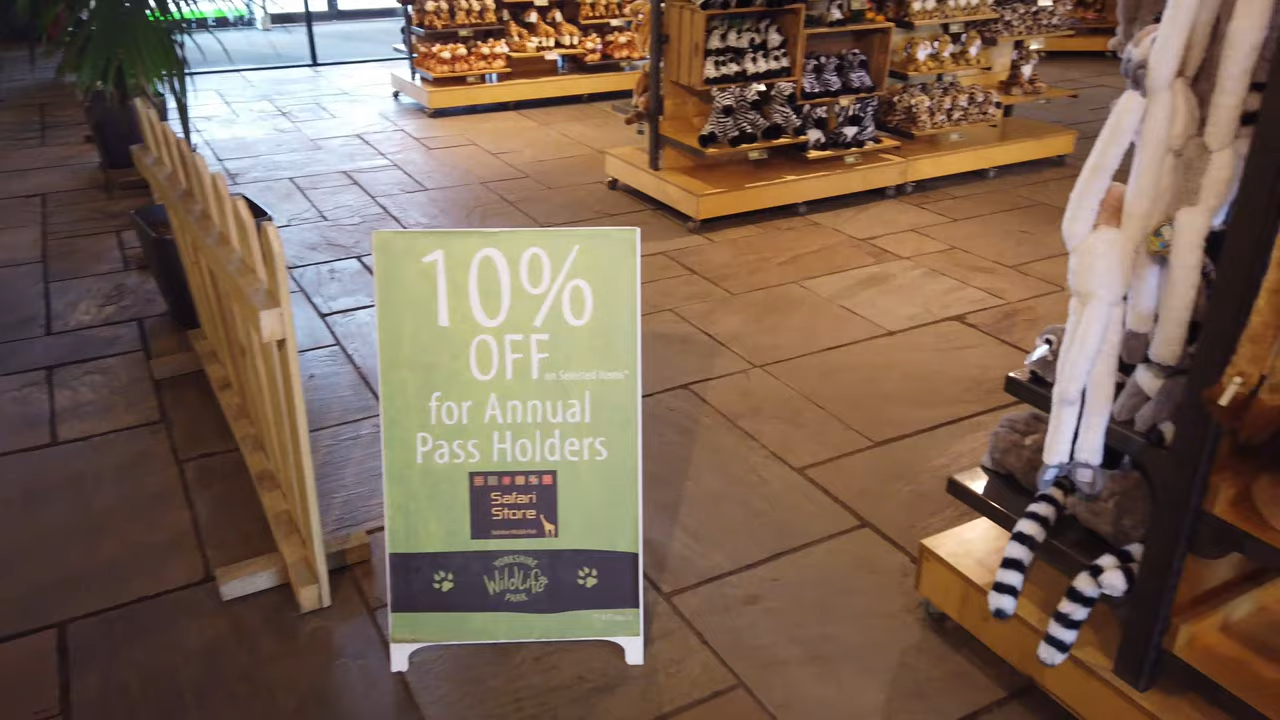 10%
OFF on Selected Items*
for Annual
Pass Holders
Safari
Store
YORKSHIRE
WildLife
PARK